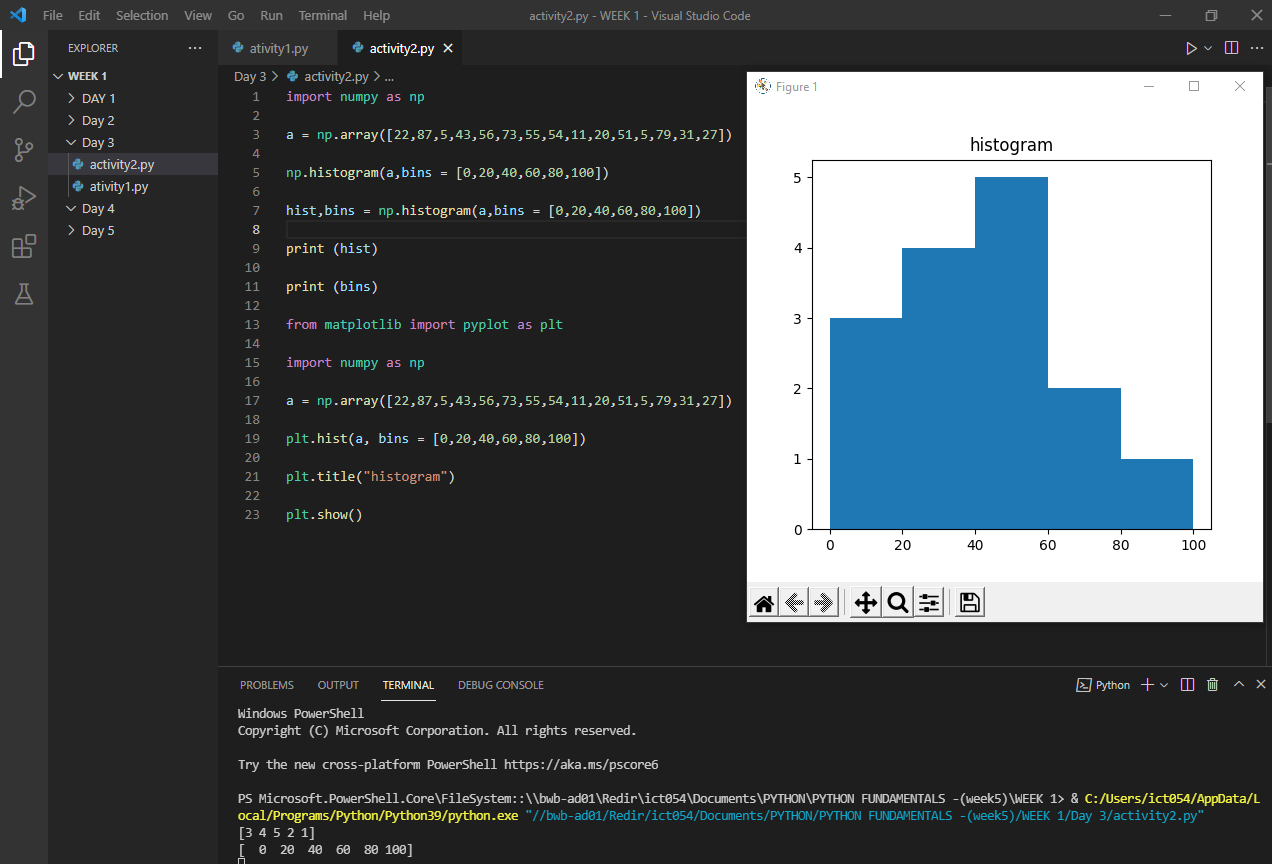 File Edit Selection View Go Run Terminal Help activity2.py - WEEK 1 - Visual Studio Code
EXPLORER ...
WEEK 1
DAY 1
Day 2
Day 3
activity2.py
ativity1.py
Day 4
Day 5
ativity1.py activity2.py
Day 3 > activity2.py > ...
1 import numpy as np
2
3 a = np.array([22,87,5,43,56,73,55,54,11,20,51,5,79,31,27])
4
5 np.histogram(a,bins = [0,20,40,60,80,100])
6
7 hist,bins = np.histogram(a,bins = [0,20,40,60,80,100])
8
9 print (hist)
10
11 print (bins)
12
13 from matplotlib import pyplot as plt
14
15 import numpy as np
16
17 a = np.array([22,87,5,43,56,73,55,54,11,20,51,5,79,31,27])
18
19 plt.hist(a, bins = [0,20,40,60,80,100])
20
21 plt.title("histogram")
22
23 plt.show()
Figure 1
histogram
5
4
3
2
1
0
0 20 40 60 80 100
PROBLEMS OUTPUT TERMINAL DEBUG CONSOLE Python
Windows PowerShell
Copyright (C) Microsoft Corporation. All rights reserved.
Try the new cross-platform PowerShell https://aka.ms/pscore6
PS Microsoft.PowerShell.Core\FileSystem::\\bwb-ad01\Redir\ict054\Documents\PYTHON\PYTHON FUNDAMENTALS -(week5)\WEEK 1> & C:/Users/ict054/AppData/L
ocal/Programs/Python/Python39/python.exe "//bwb-ad01/Redir/ict054/Documents/PYTHON/PYTHON FUNDAMENTALS -(week5)/WEEK 1/Day 3/activity2.py"
[3 4 5 2 1]
[  0  20  40  60  80 100]